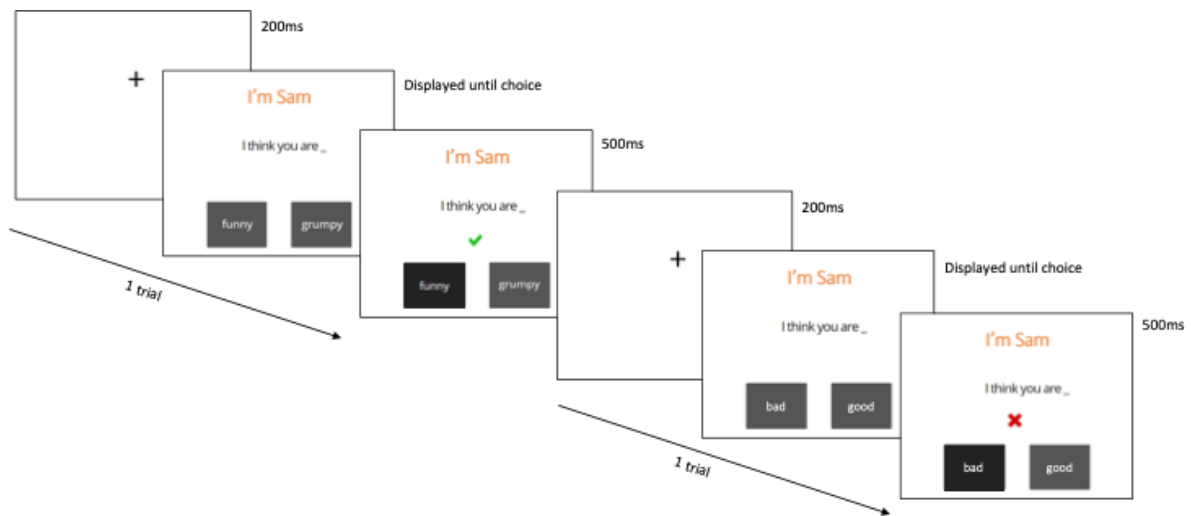 +
200ms
I'm Sam
I think you are _
funny grumpy
Displayed until choice
I'm Sam
I think you are _
funny grumpy
500ms
1 trial
+
200ms
I'm Sam
I think you are _
bad good
Displayed until choice
I'm Sam
I think you are _
bad good
500ms
1 trial